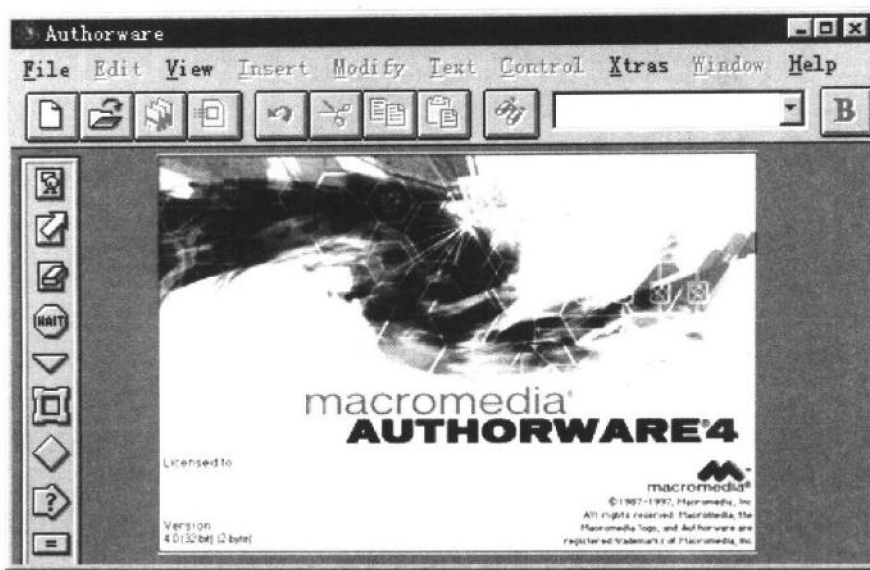 Authorware
File Edit View Insert Modify Text Control Xtras Window Help
B
WAIT
?
=
macromedia®
AUTHORWARE®4
Licensed to
macromedia®
©1987-1997, Macromedia, Inc
All rights reserved. Macromedia, the
Macromedia logo, and Authorware are
registered trademarks of Macromedia, Inc.
Version
4.0 (32 bit) (2 byte)